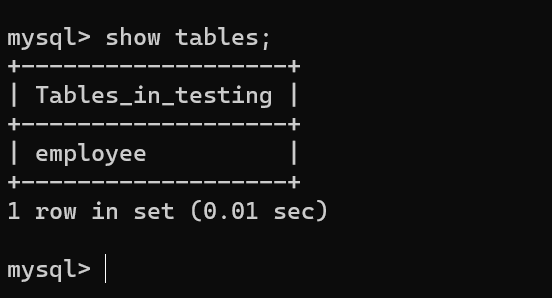 mysql> show tables;
+-------------------+
| Tables_in_testing |
+-------------------+
| employee          |
+-------------------+
1 row in set (0.01 sec)
mysql>